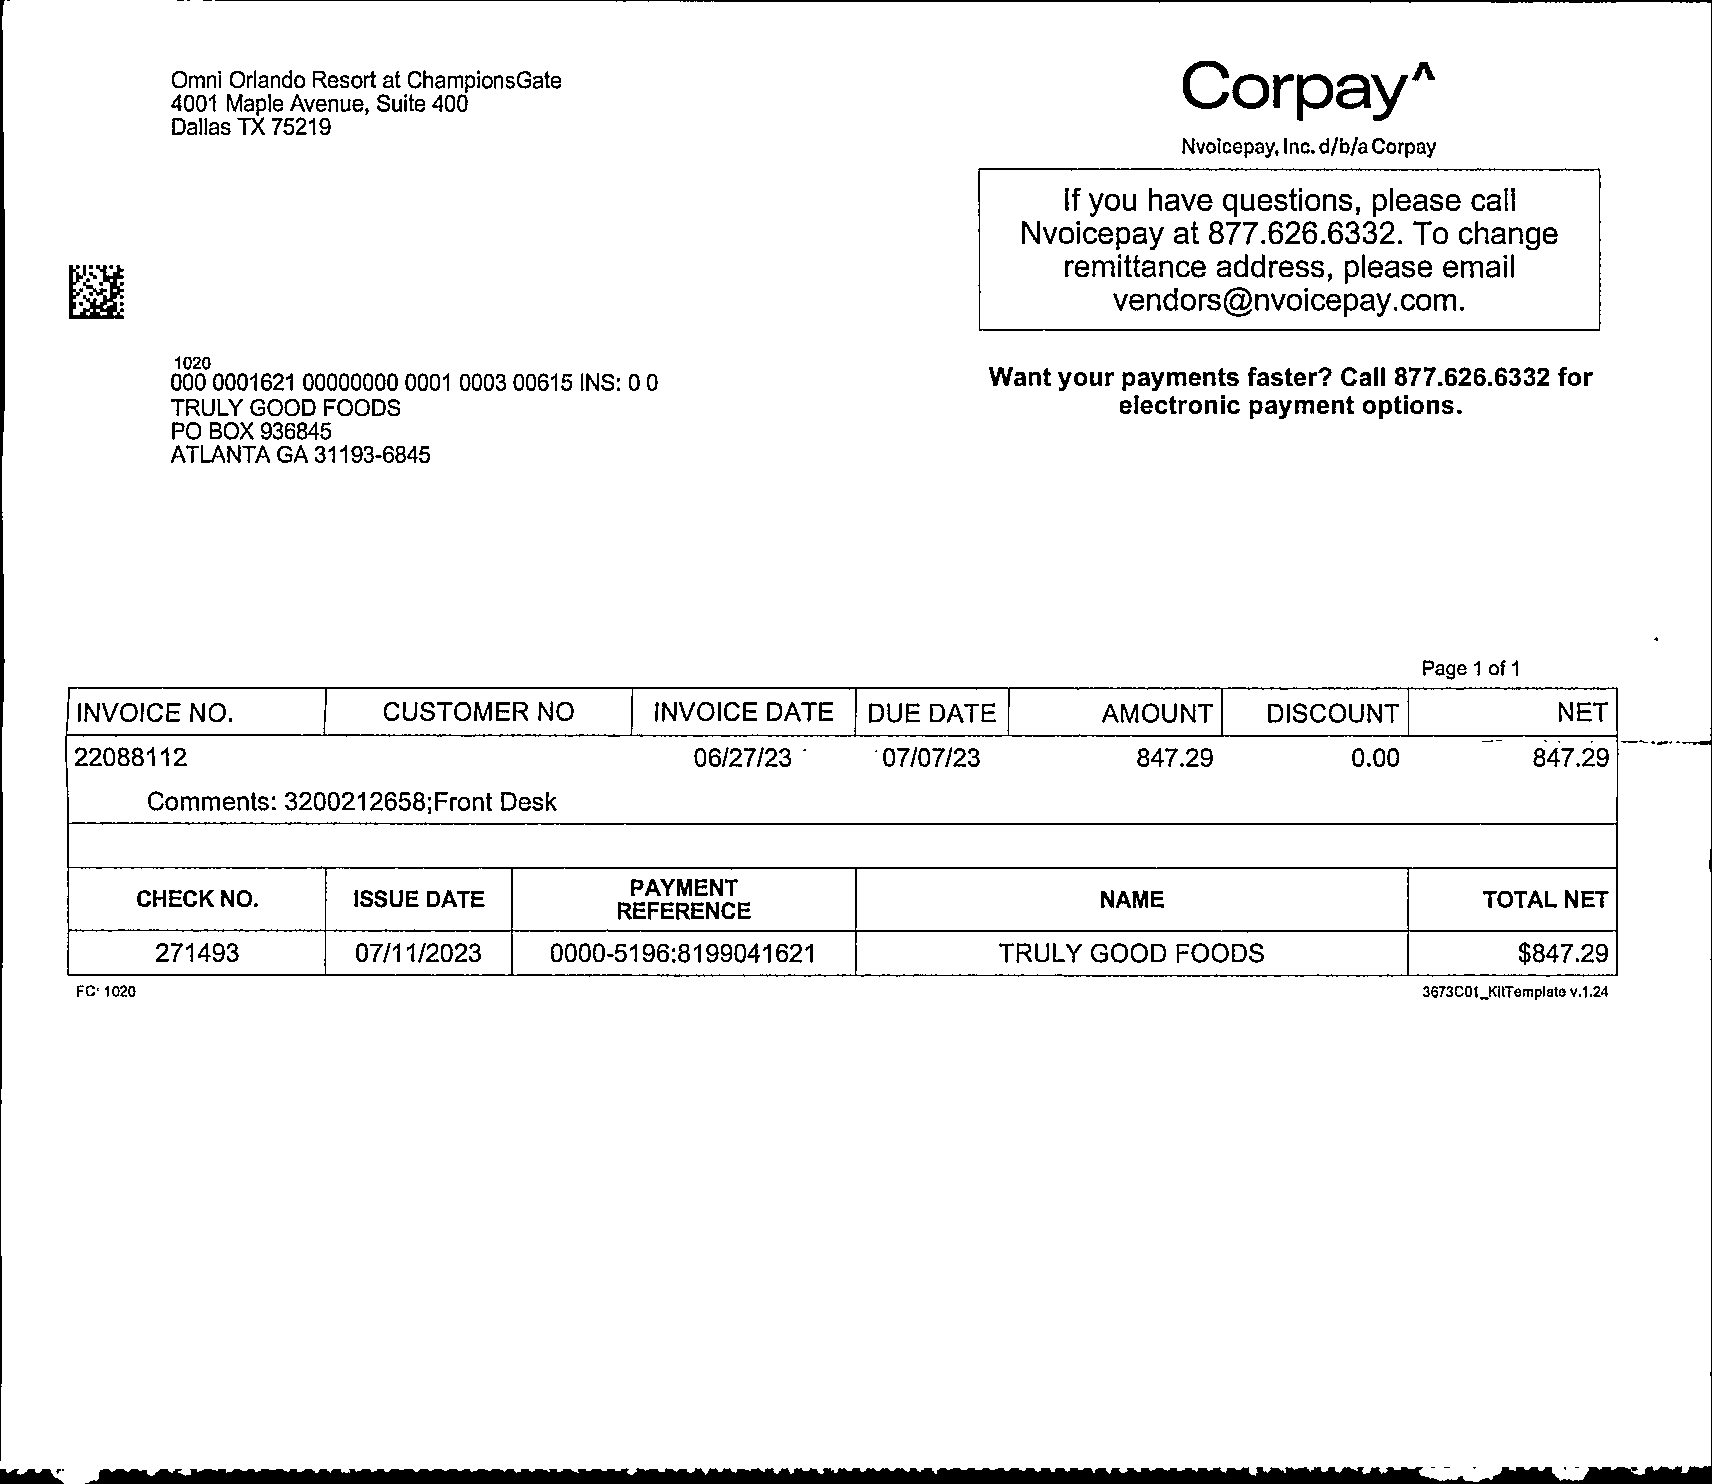 Omni Orlando Resort at ChampionsGate
4001 Maple Avenue, Suite 400
Dallas TX 75219
Corpay^
Nvoicepay, Inc. d/b/a Corpay
If you have questions, please call
Nvoicepay at 877.626.6332. To change
remittance address, please email
vendors@nvoicepay.com.
1020
000 0001621 00000000 0001 0003 00615 INS: 0 0
TRULY GOOD FOODS
PO BOX 936845
ATLANTA GA 31193-6845
Want your payments faster? Call 877.626.6332 for
electronic payment options.
Page 1 of 1
INVOICE NO. CUSTOMER NO INVOICE DATE DUE DATE AMOUNT DISCOUNT NET
22088112 06/27/23 07/07/23 847.29 0.00 847.29
Comments: 3200212658;Front Desk
CHECK NO. ISSUE DATE PAYMENT REFERENCE NAME TOTAL NET
271493 07/11/2023 0000-5196:8199041621 TRULY GOOD FOODS $847.29
FC: 1020
3673C01_KitTemplate v.1.24